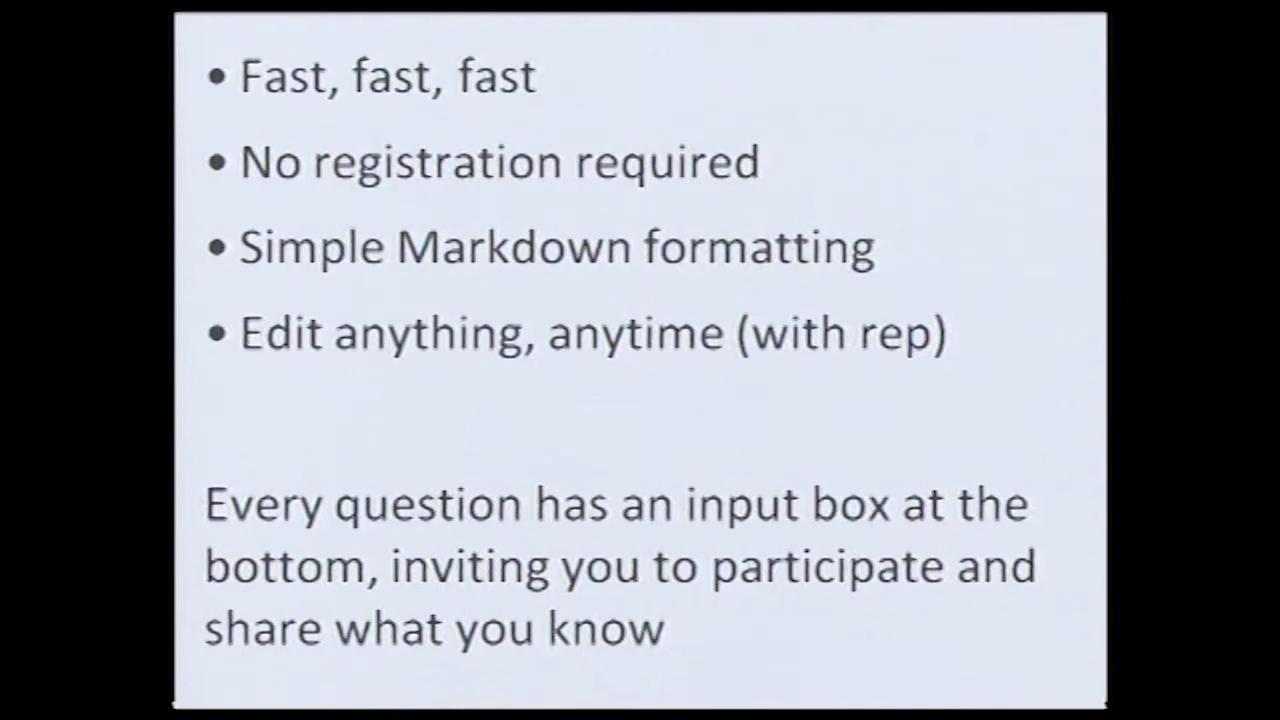 • Fast, fast, fast
• No registration required
• Simple Markdown formatting
• Edit anything, anytime (with rep)
Every question has an input box at the
bottom, inviting you to participate and
share what you know